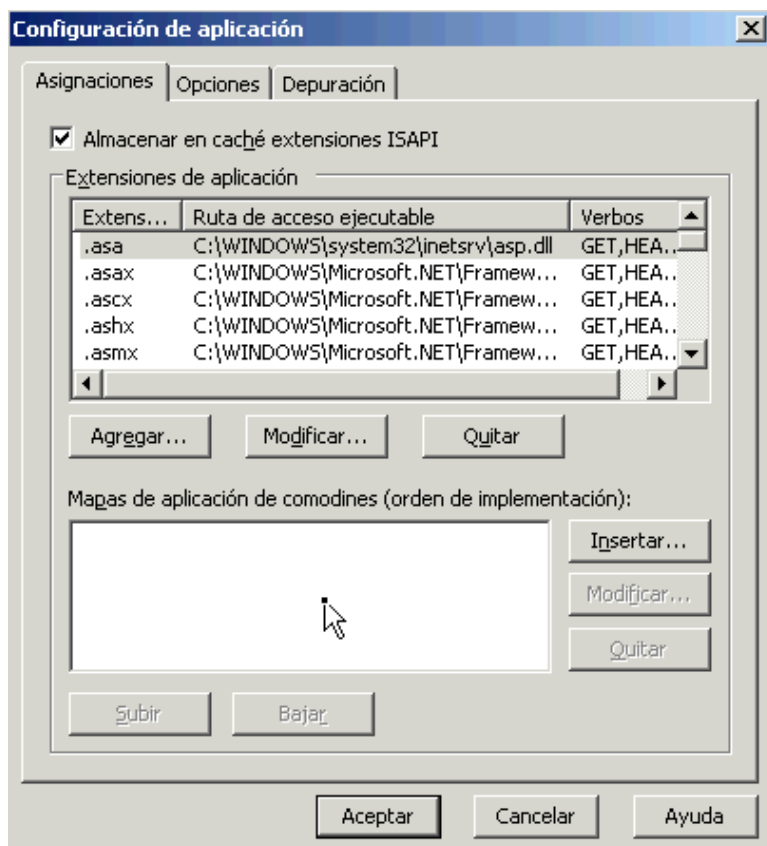 Configuración de aplicación
Asignaciones Opciones Depuración
Almacenar en caché extensiones ISAPI
Extensiones de aplicación
Extens... Ruta de acceso ejecutable Verbos
.asa C:\WINDOWS\system32\inetsrv\asp.dll GET,HEA...
.asax C:\WINDOWS\Microsoft.NET\Framew... GET,HEA...
.ascx C:\WINDOWS\Microsoft.NET\Framew... GET,HEA...
.ashx C:\WINDOWS\Microsoft.NET\Framew... GET,HEA...
.asmx C:\WINDOWS\Microsoft.NET\Framew... GET,HEA...
Agregar... Modificar... Quitar
Mapas de aplicación de comodines (orden de implementación):
Insertar...
Modificar...
Quitar
Subir Bajar
Aceptar Cancelar Ayuda